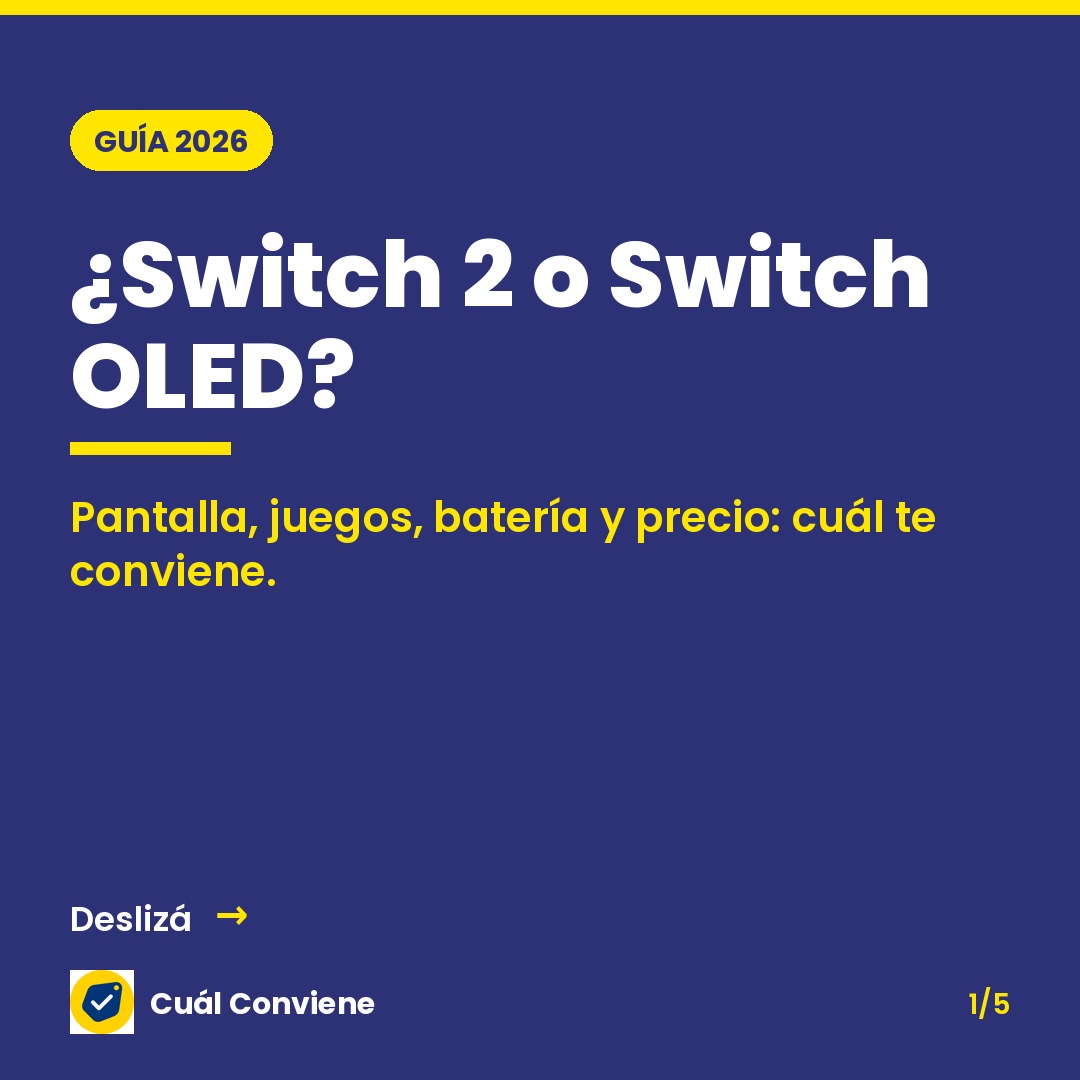 GUÍA 2026
¿Switch 2 o Switch
OLED?
Pantalla, juegos, batería y precio: cuál te
conviene.
Deslizá →
Cuál Conviene
1/5